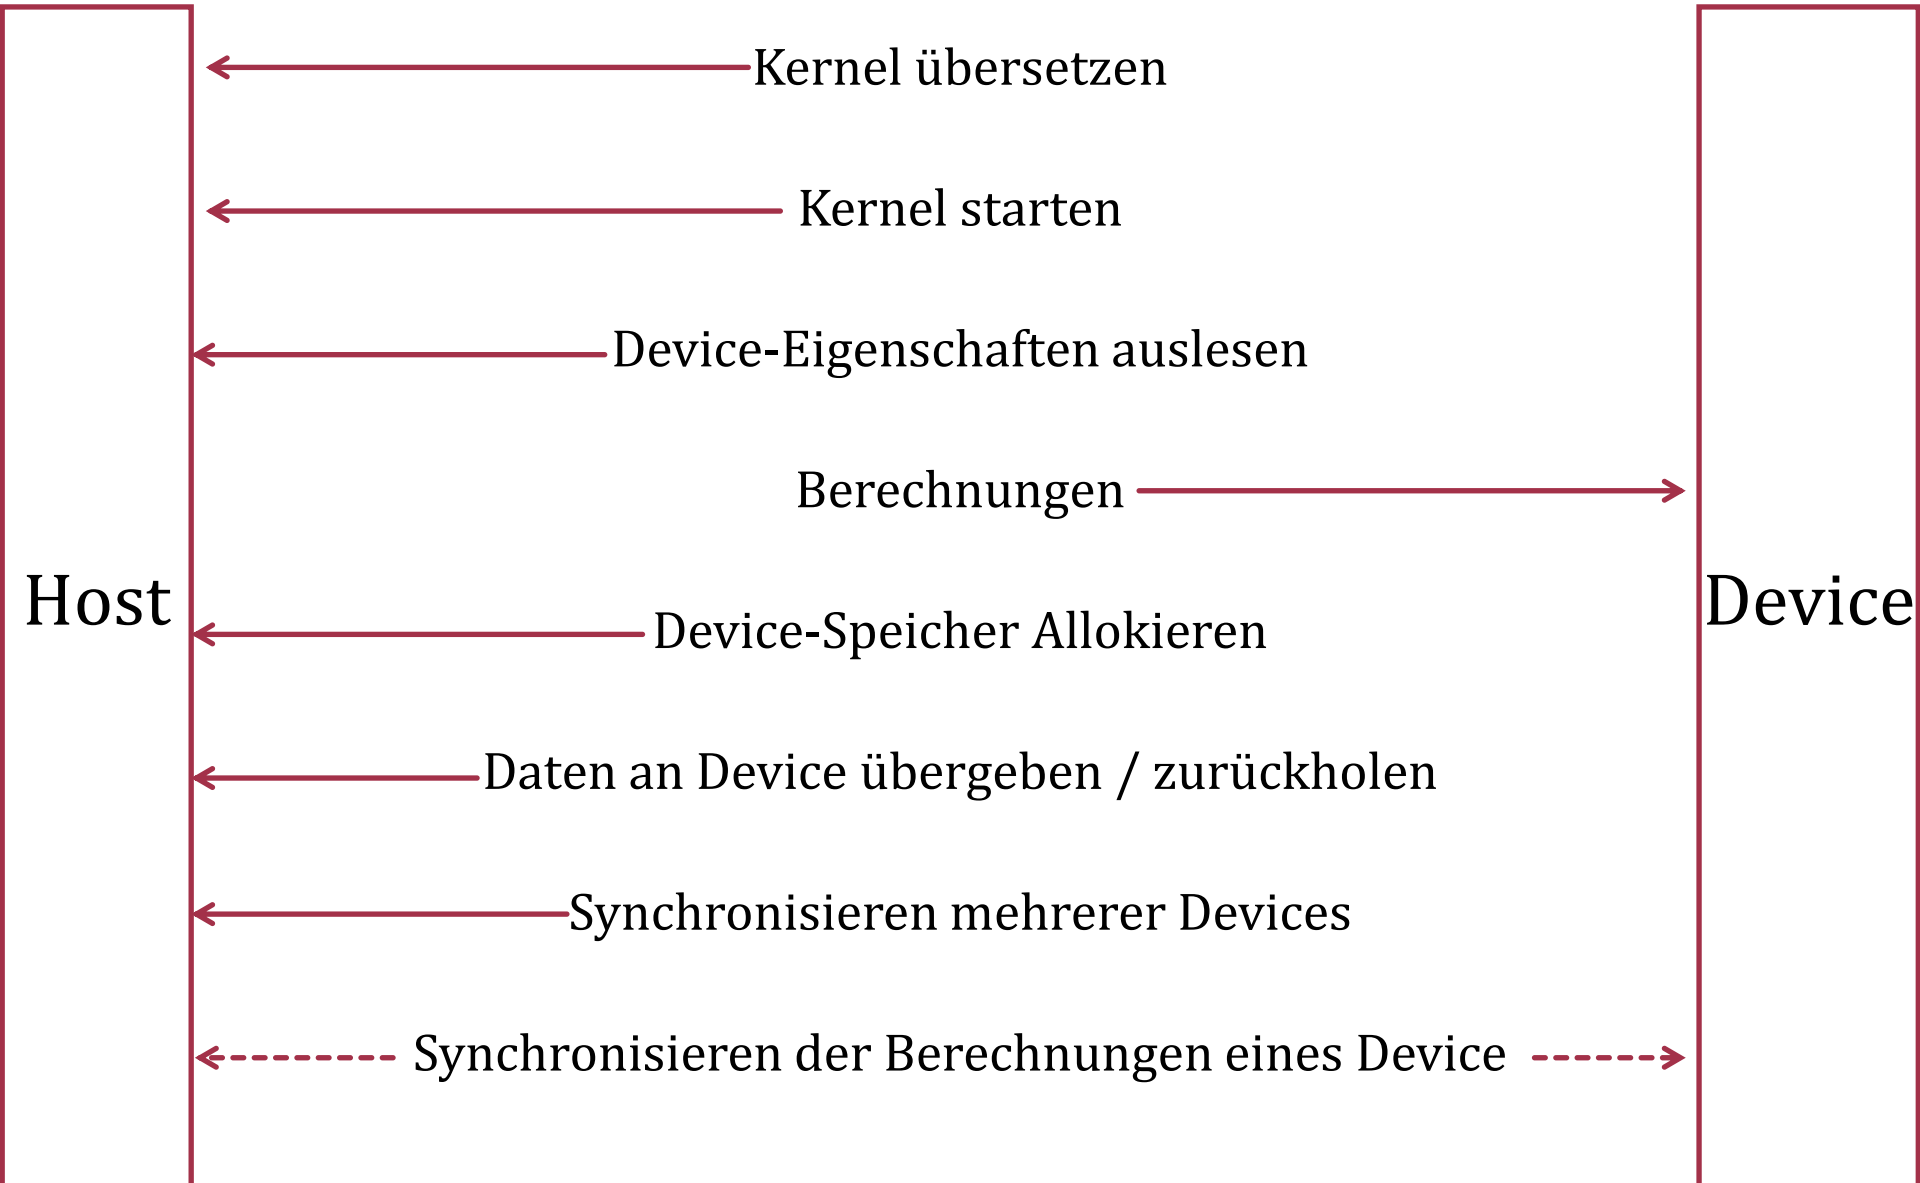 Kernel übersetzen
Kernel starten
Device-Eigenschaften auslesen
Berechnungen
Host
Device
Device-Speicher Allokieren
Daten an Device übergeben / zurückholen
Synchronisieren mehrerer Devices
Synchronisieren der Berechnungen eines Device